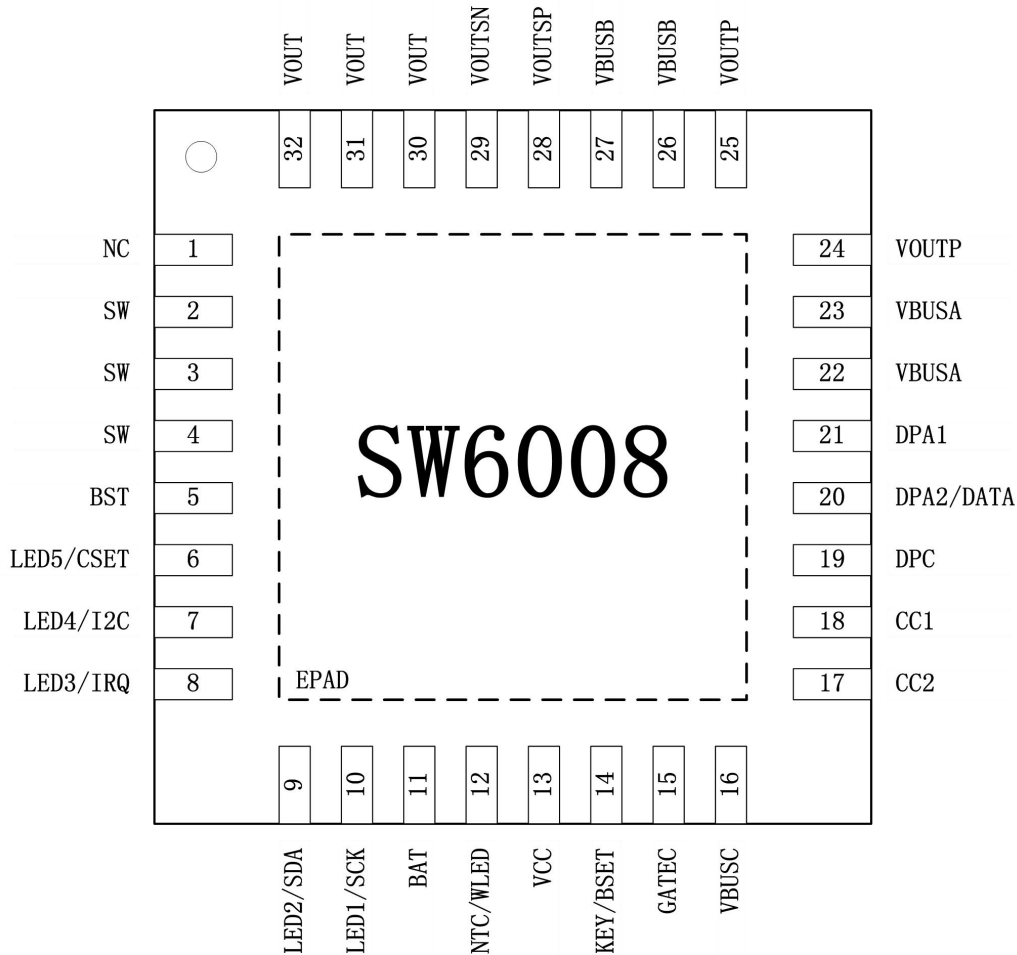 VOUT VOUT VOUT VOUTSN VOUTSP VBUSB VBUSB VOUTP
32 31 30 29 28 27 26 25
NC 1 24 VOUTP
SW 2 23 VBUSA
SW 3 22 VBUSA
SW 4 21 DPA1
SW6008
BST 5 20 DPA2/DATA
LED5/CSET 6 19 DPC
LED4/I2C 7 18 CC1
LED3/IRQ 8 EPAD 17 CC2
9 10 11 12 13 14 15 16
LED2/SDA LED1/SCK BAT NTC/WLED VCC KEY/BSET GATEC VBUSC